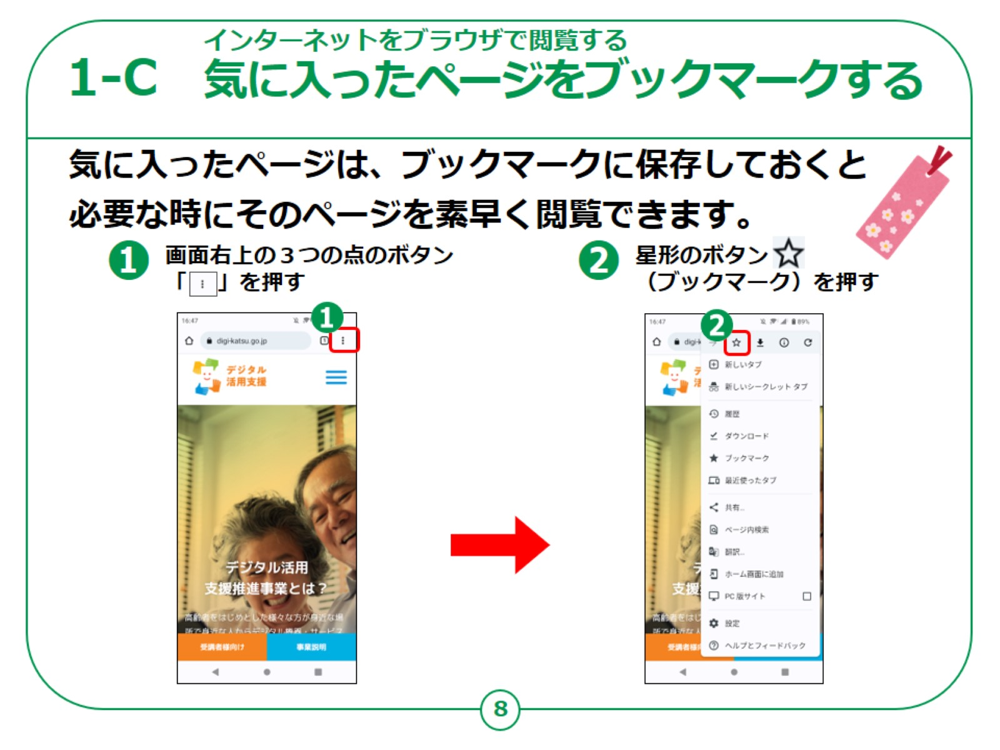 インターネットをブラウザで閲覧する
1-C 気に入ったページをブックマークする
気に入ったページは、ブックマークに保存しておくと
必要な時にそのページを素早く閲覧できます。
1 画面右上の３つの点のボタン
「⋮」を押す
2 星形のボタン☆
（ブックマーク）を押す
1
16:47
digi-katsu.go.jp
デジタル
活用支援
デジタル活用
支援推進事業とは？
高齢者をはじめとした様々な方が身近な場
所で身近な人からデジタル機器・サービス
受講者様向け
事業説明
2
16:47
89%
digi-k
デ
活
新しいタブ
新しいシークレット タブ
履歴
ダウンロード
ブックマーク
最近使ったタブ
共有...
ページ内検索
翻訳...
ホーム画面に追加
PC 版サイト
設定
ヘルプとフィードバック
支援
高齢者をはじ
所で身近な人
受講者様
8